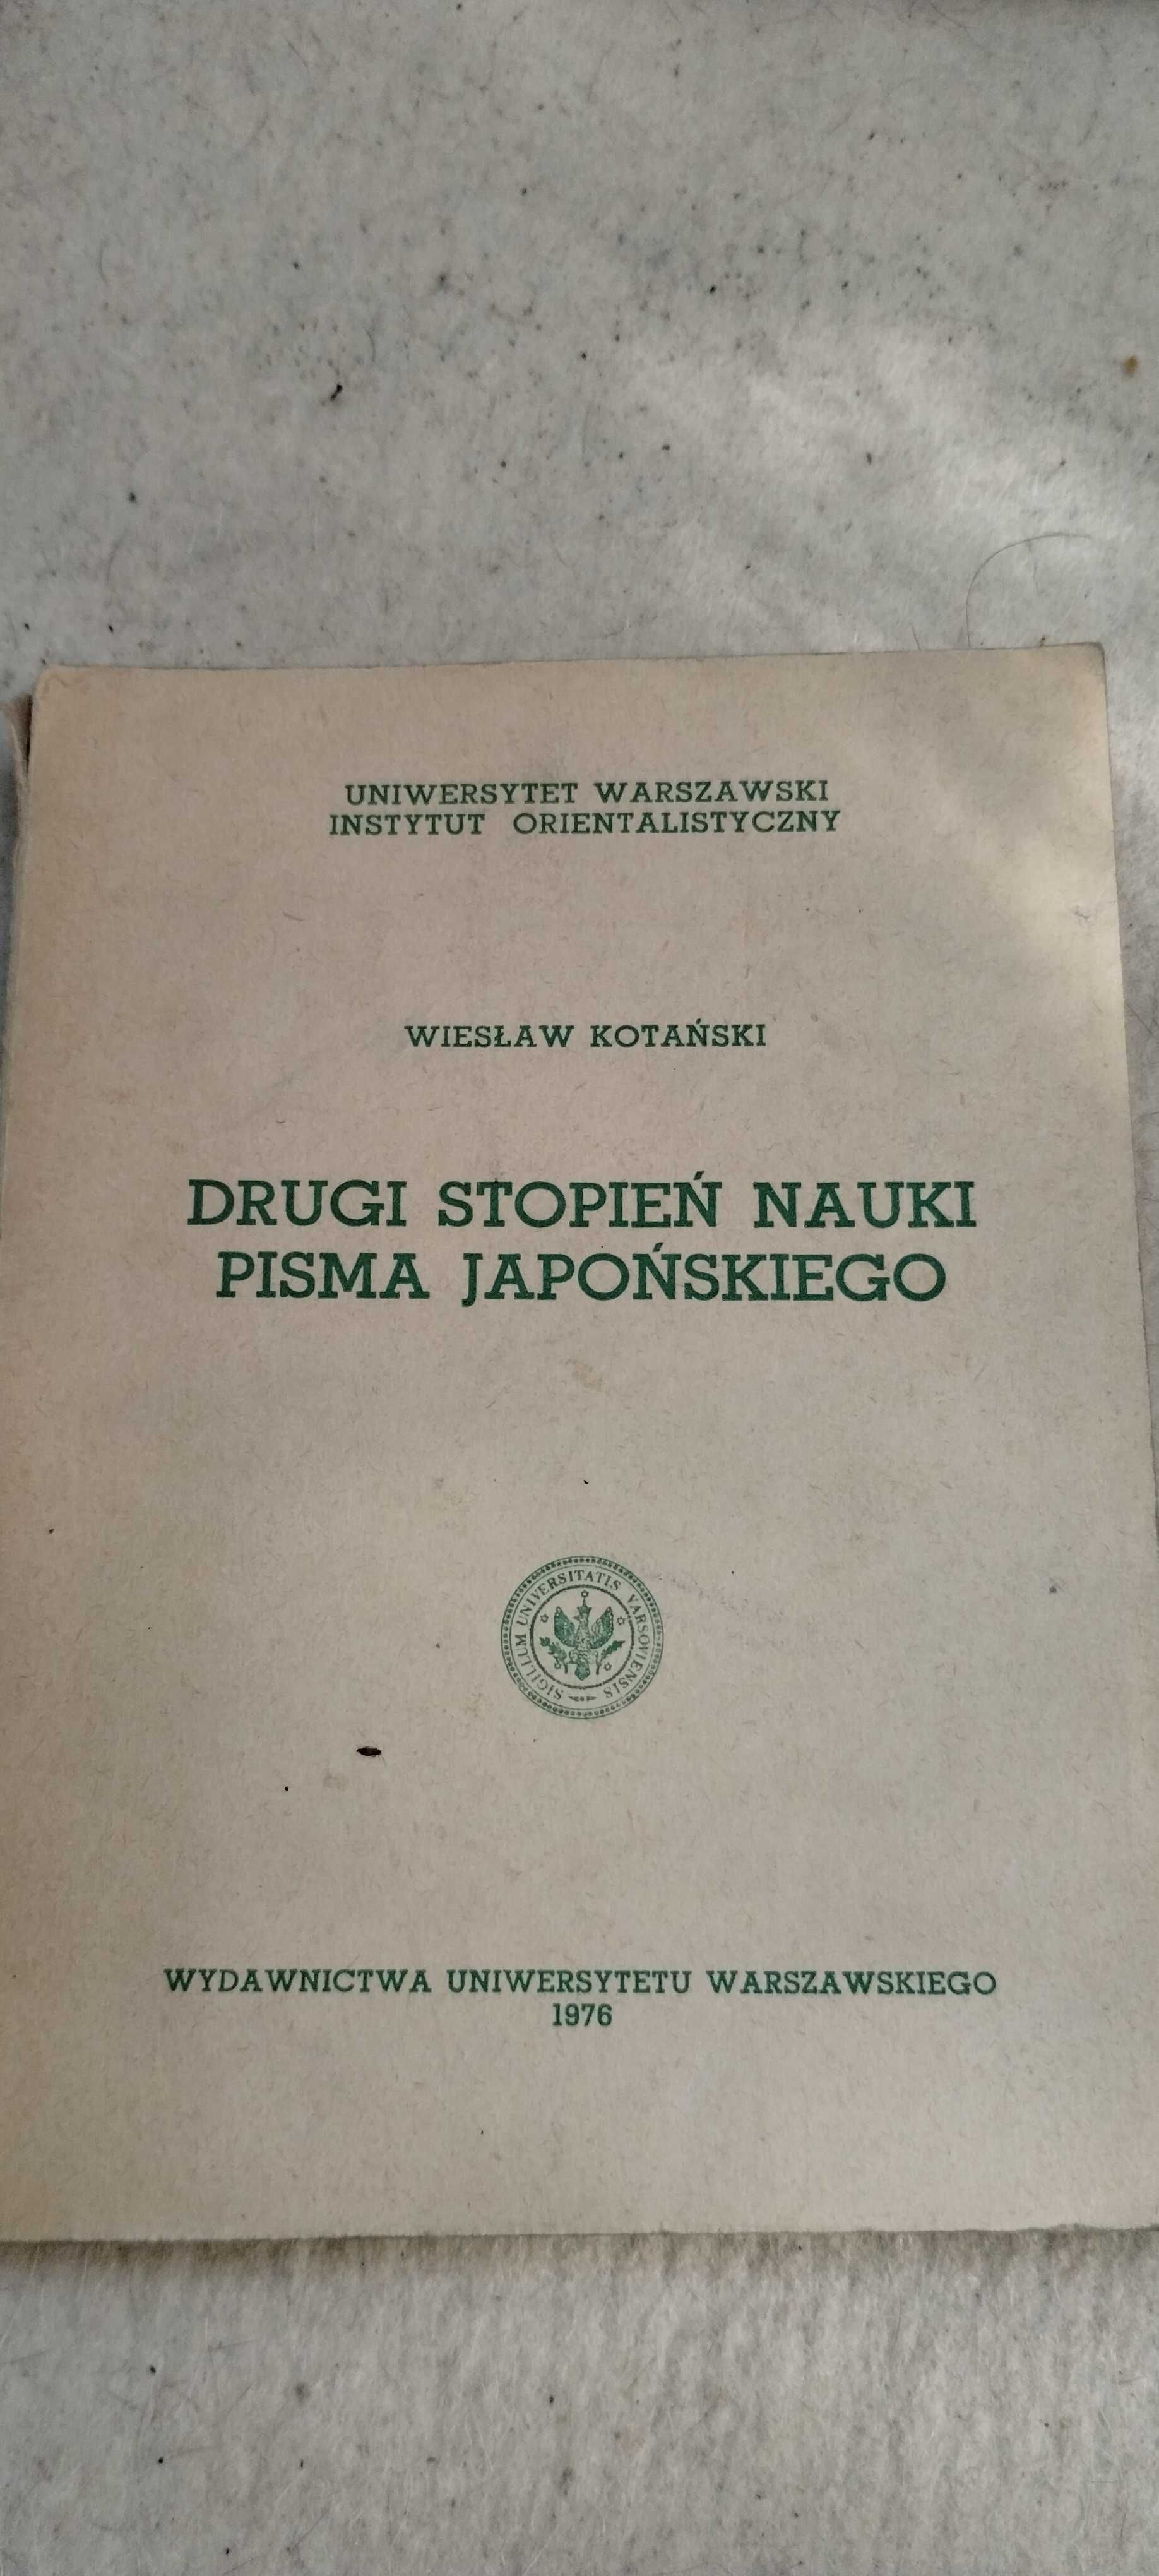 UNIWERSYTET WARSZAWSKI
INSTYTUT ORIENTALISTYCZNY
WIESŁAW KOTAŃSKI
DRUGI STOPIEŃ NAUKI
PISMA JAPOŃSKIEGO
SIGILLUM UNIVERSITATIS VARSOVIENSIS
WYDAWNICTWA UNIWERSYTETU WARSZAWSKIEGO
1976